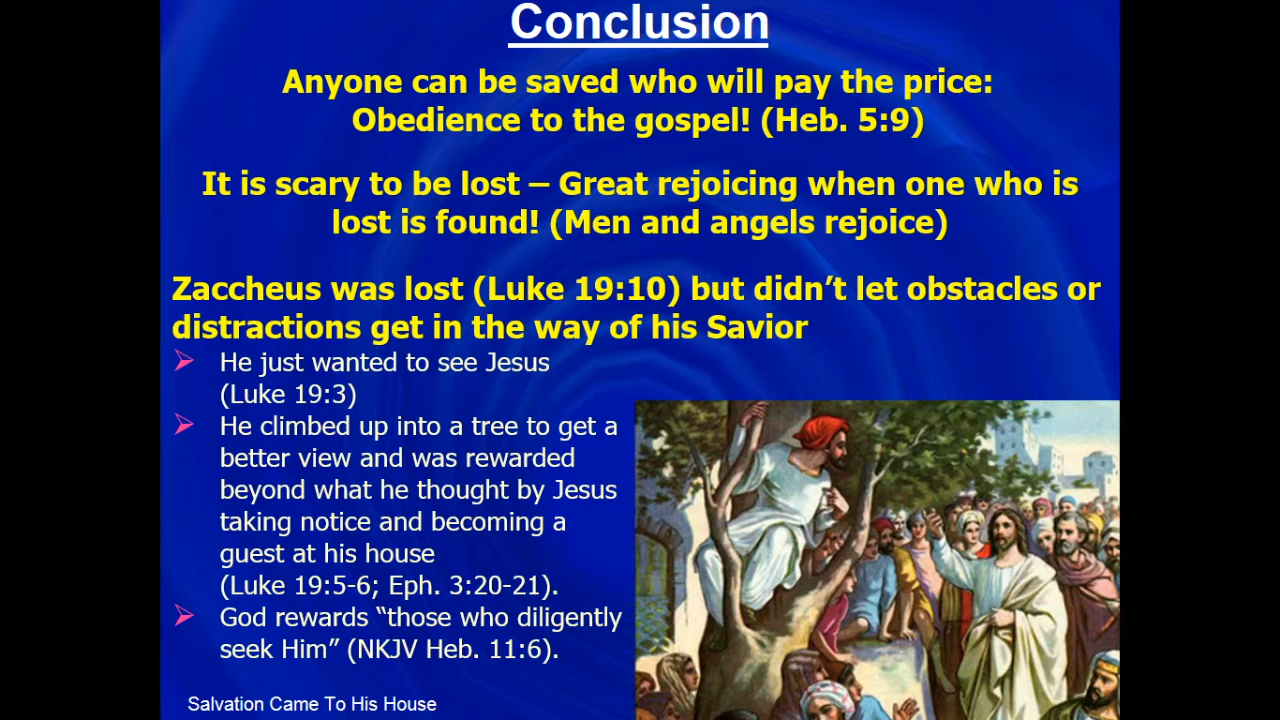 Conclusion
Anyone can be saved who will pay the price:
Obedience to the gospel! (Heb. 5:9)
It is scary to be lost – Great rejoicing when one who is
lost is found! (Men and angels rejoice)
Zaccheus was lost (Luke 19:10) but didn’t let obstacles or
distractions get in the way of his Savior
He just wanted to see Jesus
(Luke 19:3)
He climbed up into a tree to get a
better view and was rewarded
beyond what he thought by Jesus
taking notice and becoming a
guest at his house
(Luke 19:5-6; Eph. 3:20-21).
God rewards “those who diligently
seek Him” (NKJV Heb. 11:6).
Salvation Came To His House